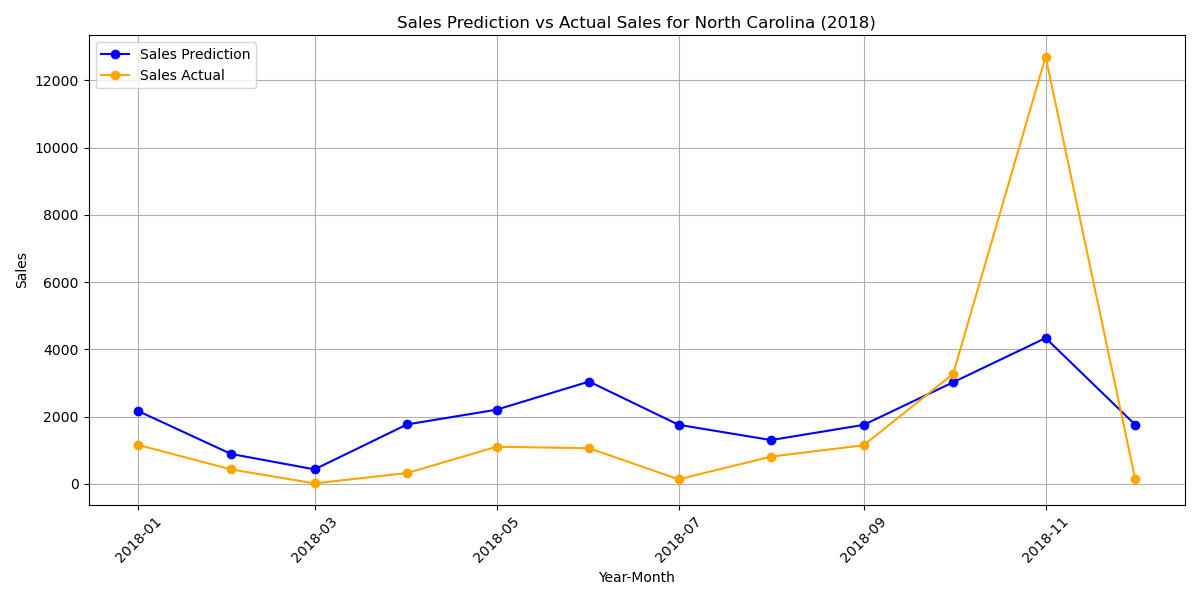 Sales Prediction vs Actual Sales for North Carolina (2018)
Sales Prediction
Sales Actual
12000
10000
8000
6000
4000
2000
0
Sales
2018-01
2018-03
2018-05
2018-07
2018-09
2018-11
Year-Month